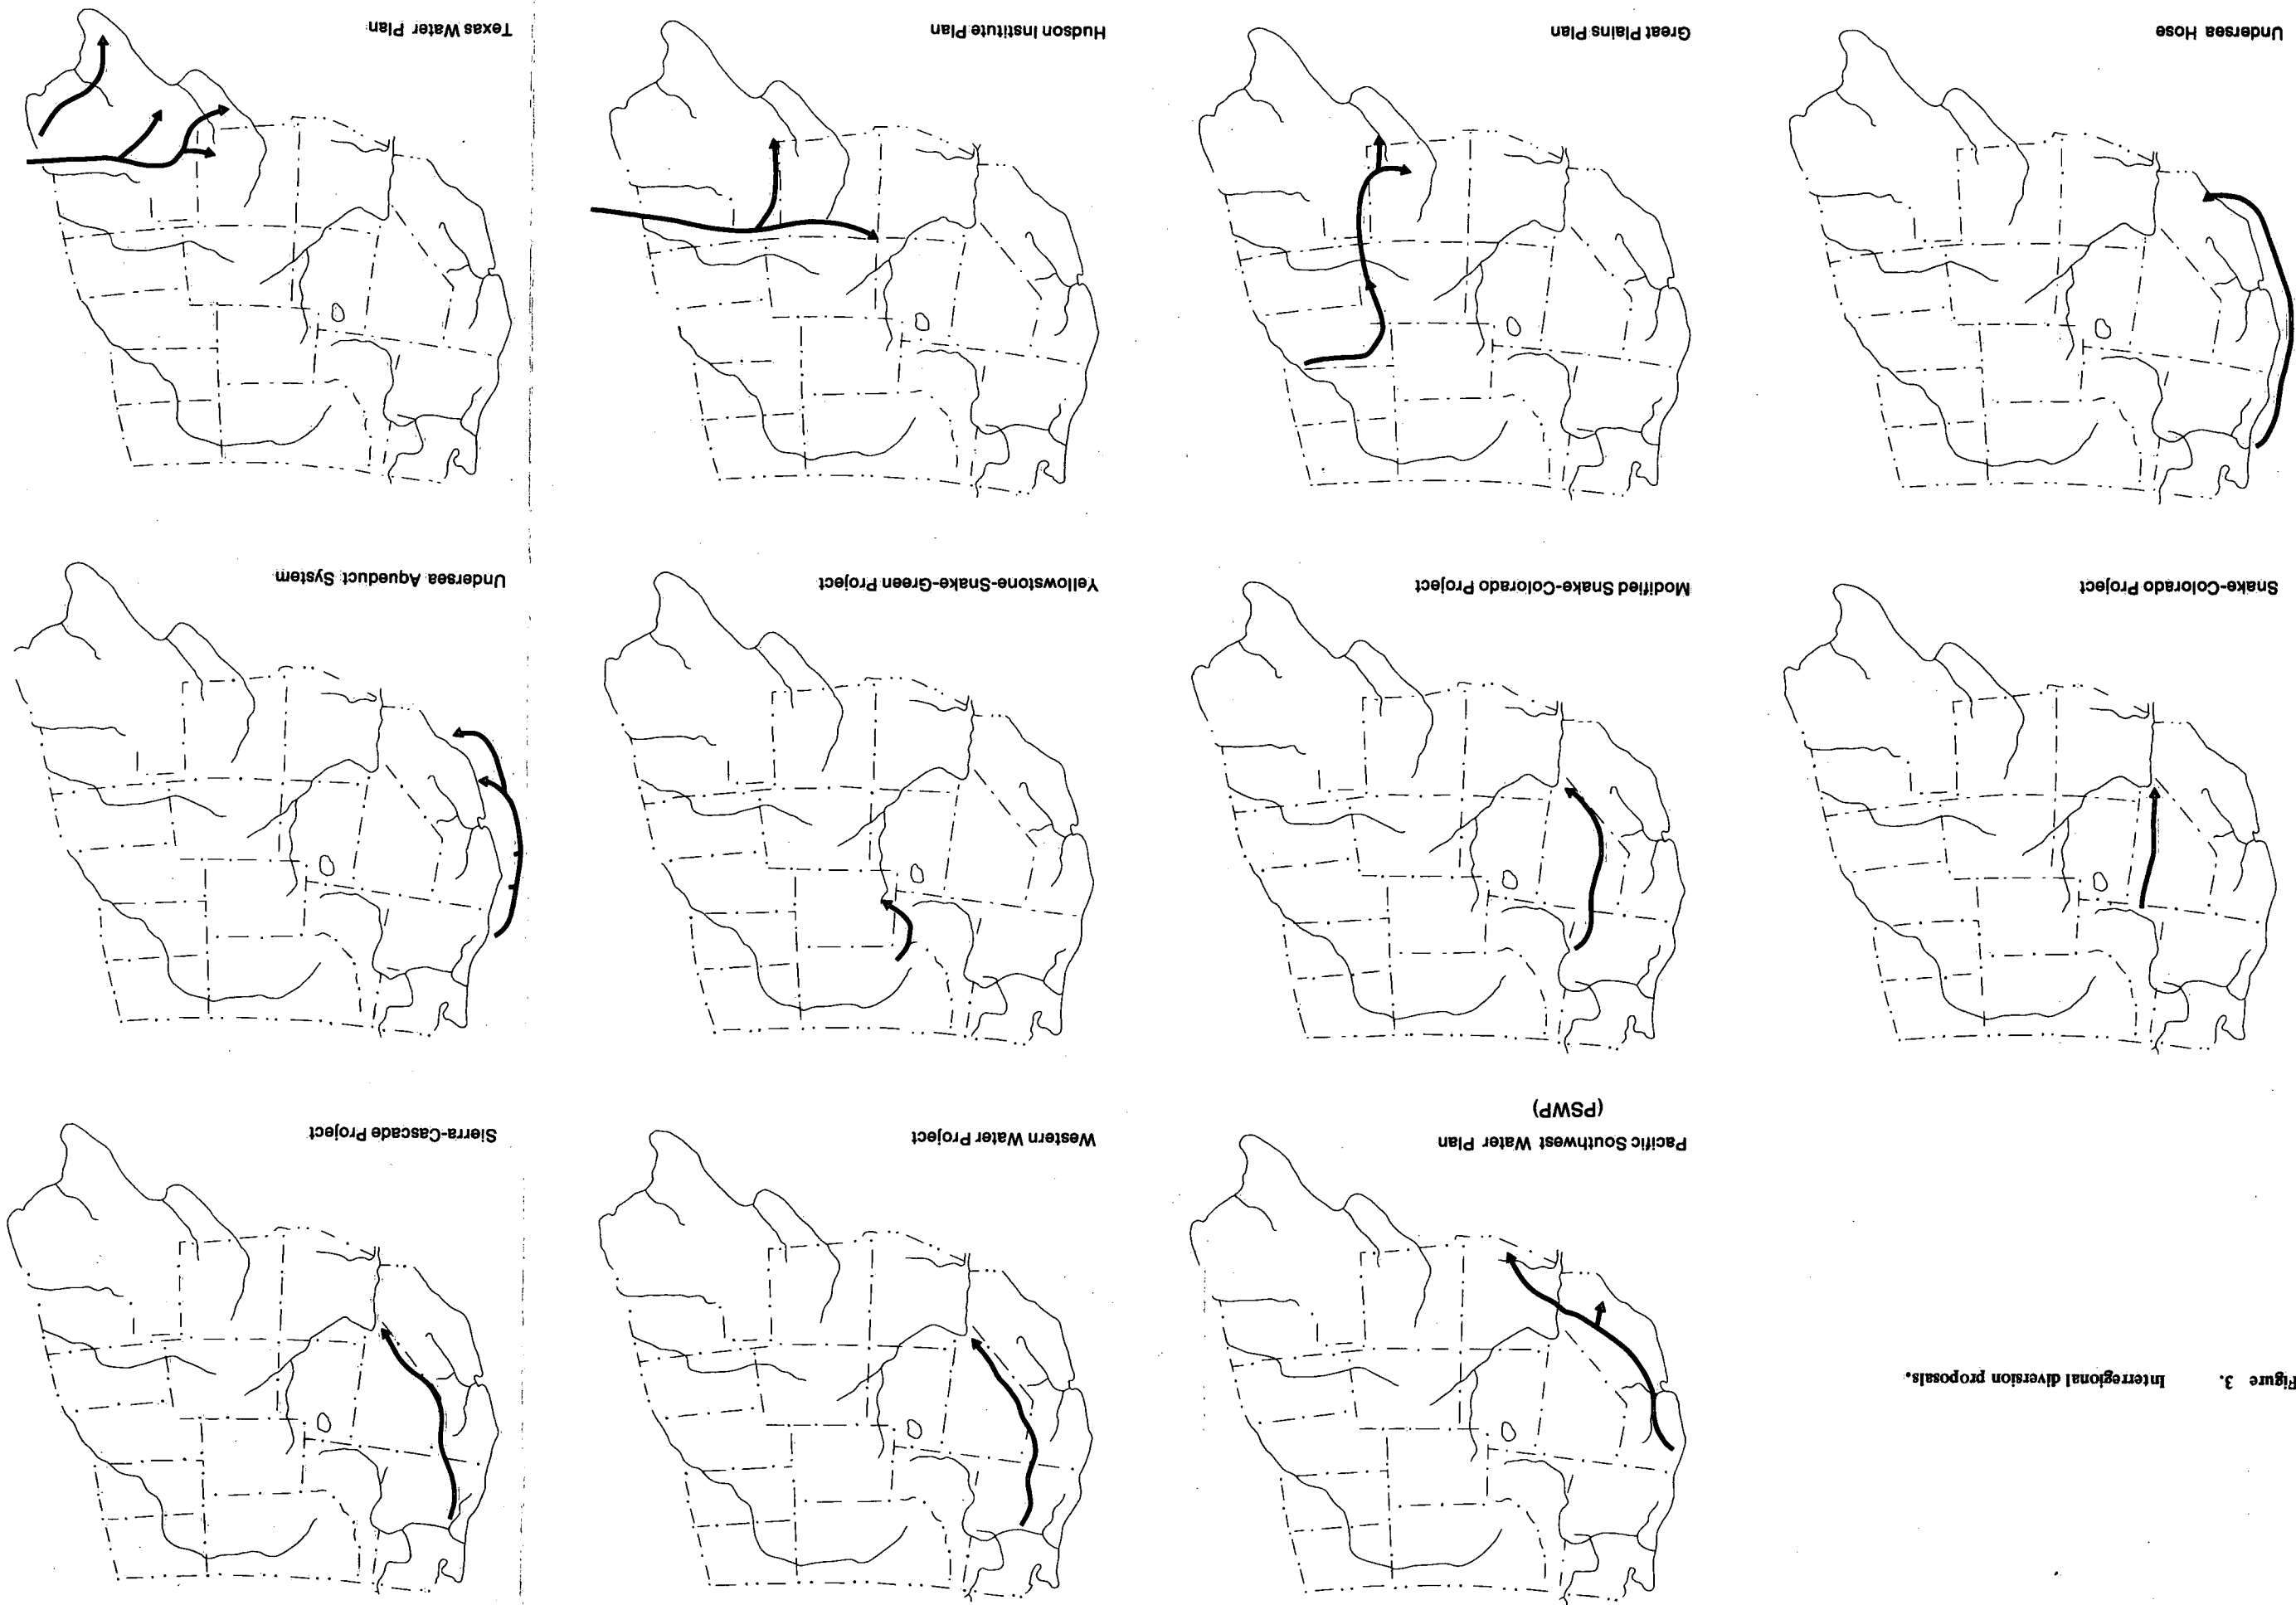 Figure 3. Interregional diversion proposals.
Pacific Southwest Water Plan
(PSWP)
Western Water Project
Sierra-Cascade Project
Snake-Colorado Project
Modified Snake-Colorado Project
Yellowstone-Snake-Green Project
Undersea Aqueduct System
Undersea Hose
Great Plains Plan
Hudson Institute Plan
Texas Water Plan